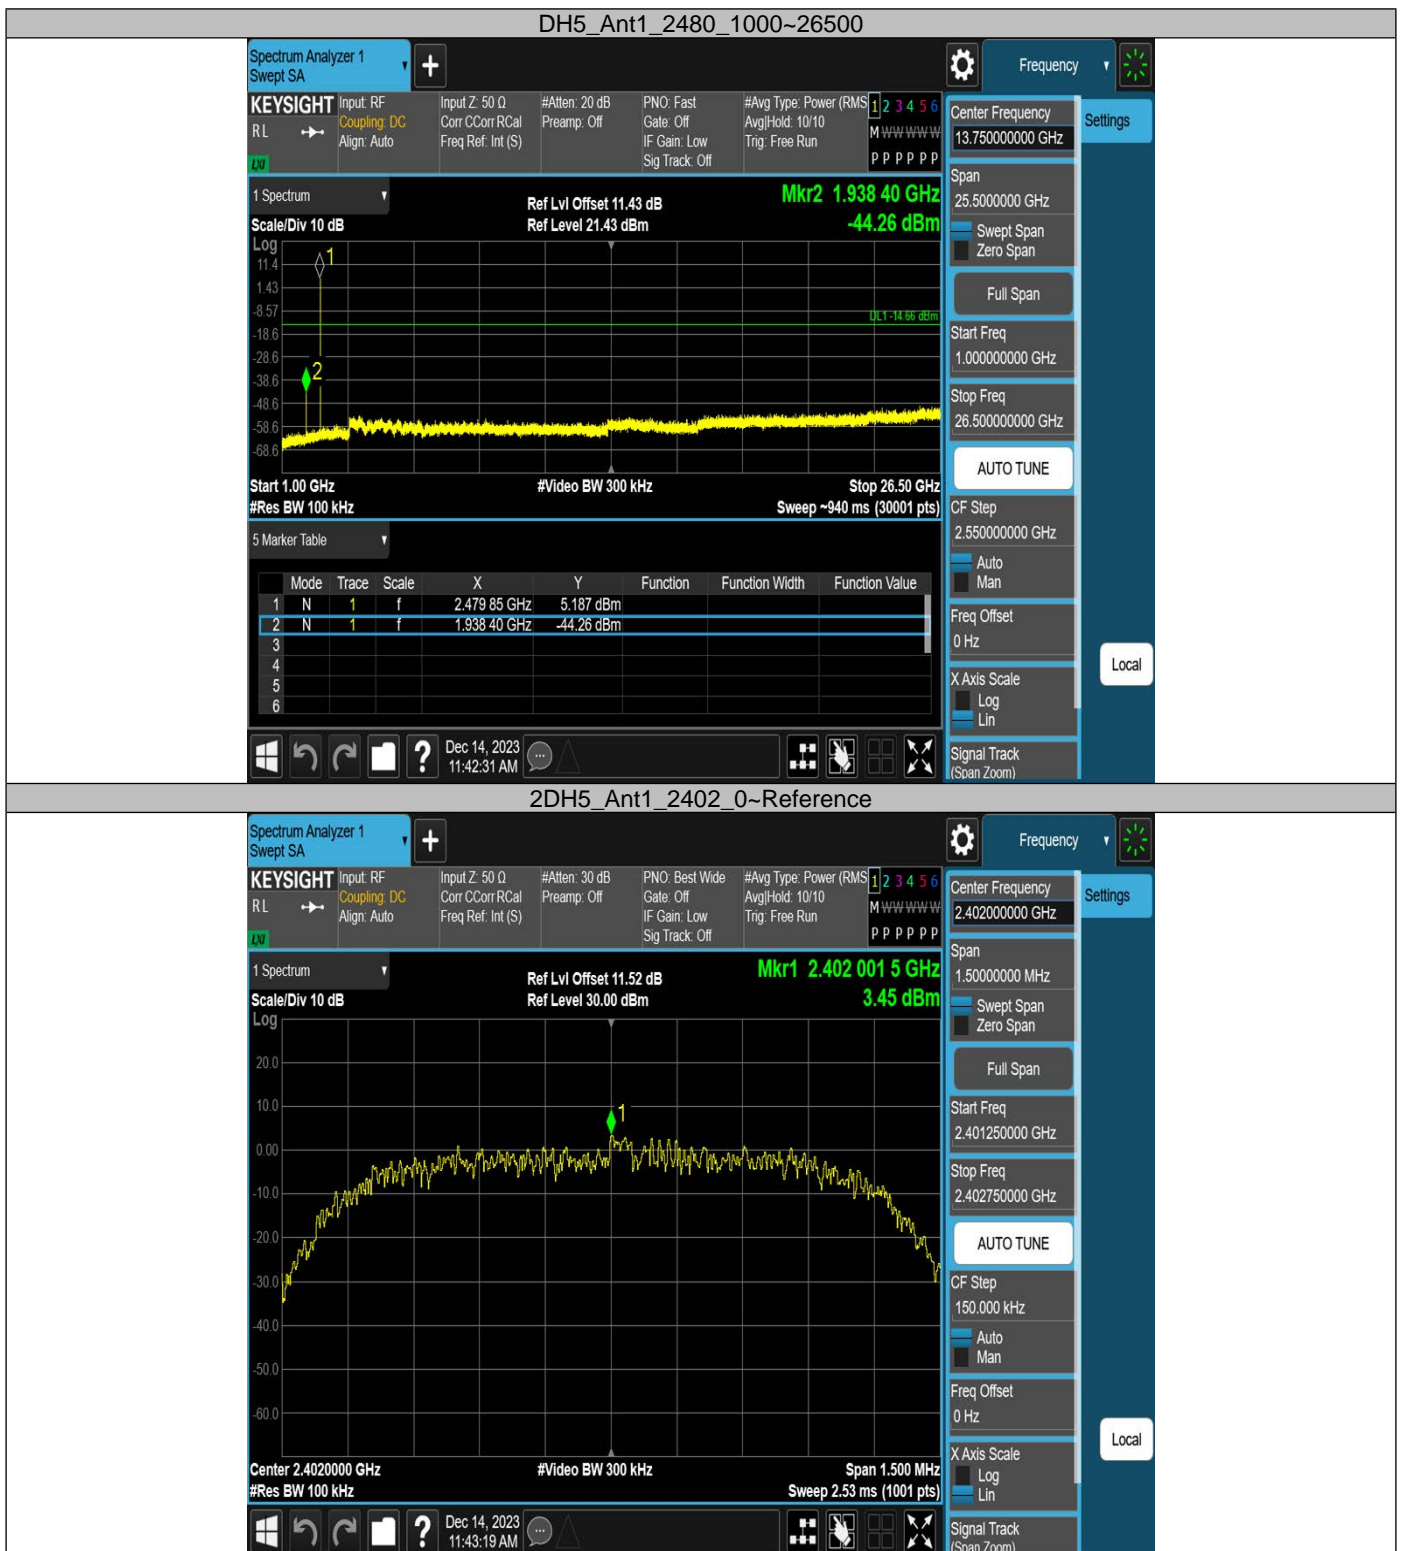 DH5_Ant1_2480_1000~26500
Spectrum Analyzer 1
Swept SA
Frequency
KEYSIGHT
RL
LXI
Input: RF
Coupling: DC
Align: Auto
Input Z: 50 Ω
Corr CCorr RCal
Freq Ref: Int (S)
#Atten: 20 dB
Preamp: Off
PNO: Fast
Gate: Off
IF Gain: Low
Sig Track: Off
#Avg Type: Power (RMS
Avg|Hold: 10/10
Trig: Free Run
1 2 3 4 5 6
M W W W W W
P P P P P P
Center Frequency
13.750000000 GHz
Settings
Span
25.5000000 GHz
Swept Span
Zero Span
Full Span
Start Freq
1.000000000 GHz
Stop Freq
26.500000000 GHz
AUTO TUNE
CF Step
2.550000000 GHz
Auto
Man
Freq Offset
0 Hz
X Axis Scale
Log
Lin
Signal Track
(Span Zoom)
Local
1 Spectrum
Scale/Div 10 dB
Log
Ref Lvl Offset 11.43 dB
Ref Level 21.43 dBm
Mkr2 1.938 40 GHz
-44.26 dBm
11.4
1.43
-8.57
-18.6
-28.6
-38.6
-48.6
-58.6
-68.6
1
2
DL1 -14.66 dBm
Start 1.00 GHz
#Video BW 300 kHz
Stop 26.50 GHz
#Res BW 100 kHz
Sweep ~940 ms (30001 pts)
5 Marker Table
Mode Trace Scale X Y Function Function Width Function Value
1 N 1 f 2.479 85 GHz 5.187 dBm
2 N 1 f 1.938 40 GHz -44.26 dBm
3
4
5
6
?
Dec 14, 2023
11:42:31 AM
2DH5_Ant1_2402_0~Reference
Spectrum Analyzer 1
Swept SA
Frequency
KEYSIGHT
RL
LXI
Input: RF
Coupling: DC
Align: Auto
Input Z: 50 Ω
Corr CCorr RCal
Freq Ref: Int (S)
#Atten: 30 dB
Preamp: Off
PNO: Best Wide
Gate: Off
IF Gain: Low
Sig Track: Off
#Avg Type: Power (RMS
Avg|Hold: 10/10
Trig: Free Run
1 2 3 4 5 6
M W W W W W
P P P P P P
Center Frequency
2.402000000 GHz
Settings
Span
1.50000000 MHz
Swept Span
Zero Span
Full Span
Start Freq
2.401250000 GHz
Stop Freq
2.402750000 GHz
AUTO TUNE
CF Step
150.000 kHz
Auto
Man
Freq Offset
0 Hz
X Axis Scale
Log
Lin
Signal Track
(Span Zoom)
Local
1 Spectrum
Scale/Div 10 dB
Log
Ref Lvl Offset 11.52 dB
Ref Level 30.00 dBm
Mkr1 2.402 001 5 GHz
3.45 dBm
20.0
10.0
0.00
-10.0
-20.0
-30.0
-40.0
-50.0
-60.0
1
Center 2.4020000 GHz
#Video BW 300 kHz
Span 1.500 MHz
#Res BW 100 kHz
Sweep 2.53 ms (1001 pts)
?
Dec 14, 2023
11:43:19 AM